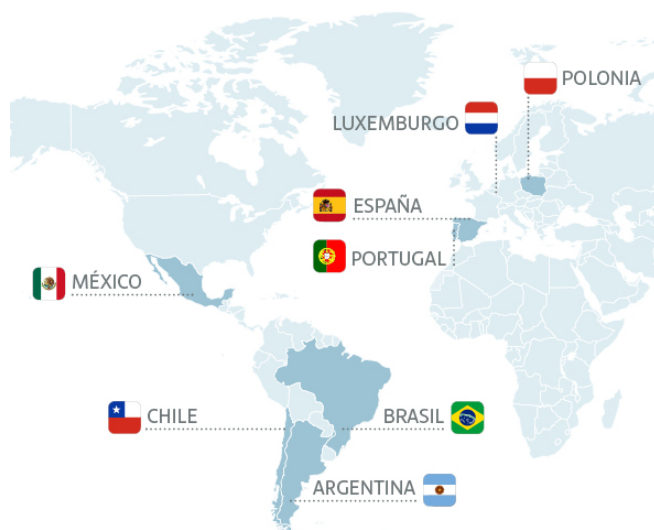 POLONIA
LUXEMBURGO
ESPAÑA
PORTUGAL
MÉXICO
CHILE
BRASIL
ARGENTINA